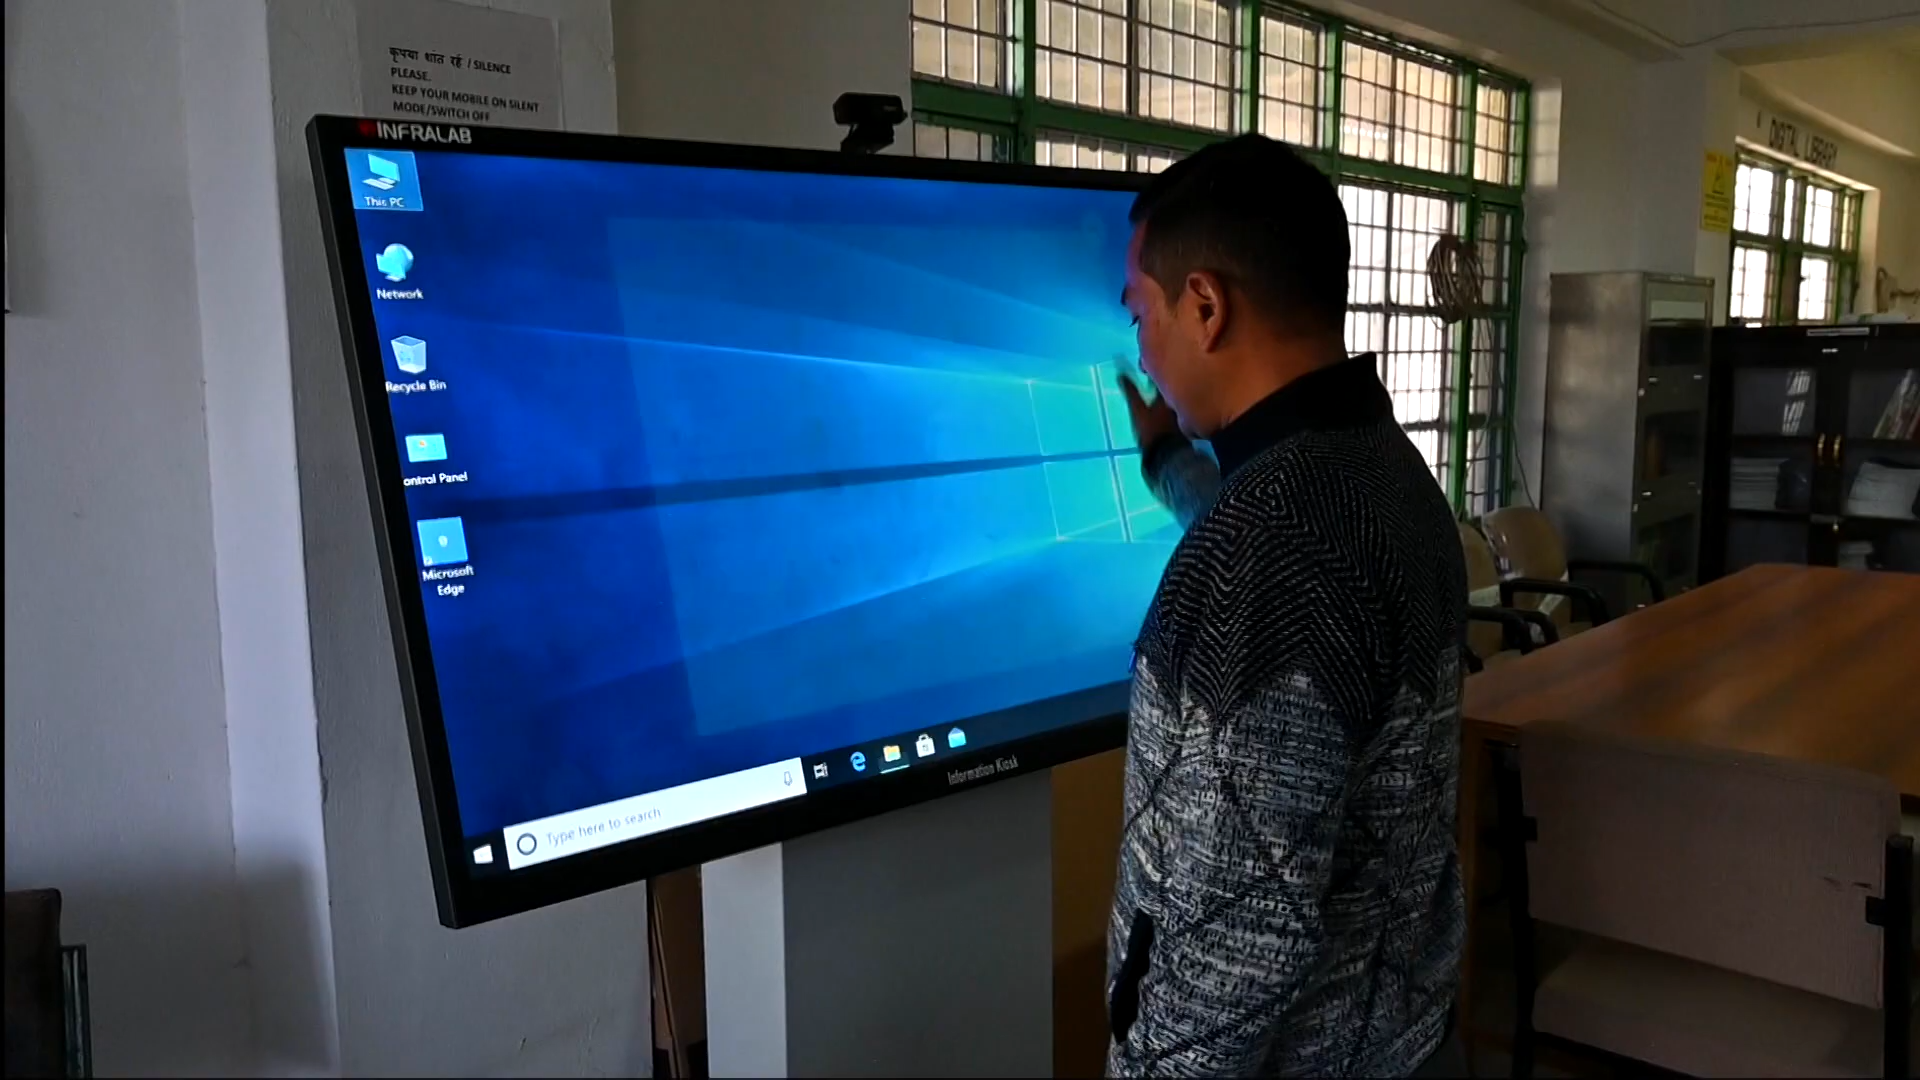 कृपया शांत रहें / SILENCE
PLEASE.
KEEP YOUR MOBILE ON SILENT
MODE/SWITCH OFF
INFRALAB
This PC
Network
Recycle Bin
ontrol Panel
Microsoft
Edge
Type here to search
Information Kiosk
DIGITAL LIBRARY